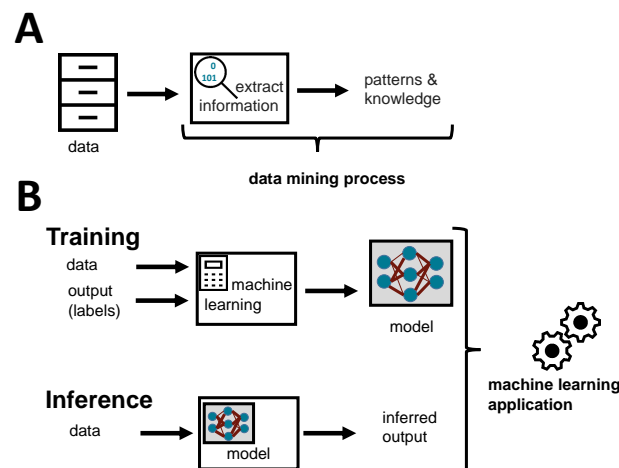 A
0
101
extract
information
patterns &
knowledge
data
data mining process
B
Training
data
output
(labels)
machine
learning
model
machine learning
application
Inference
data
model
inferred
output